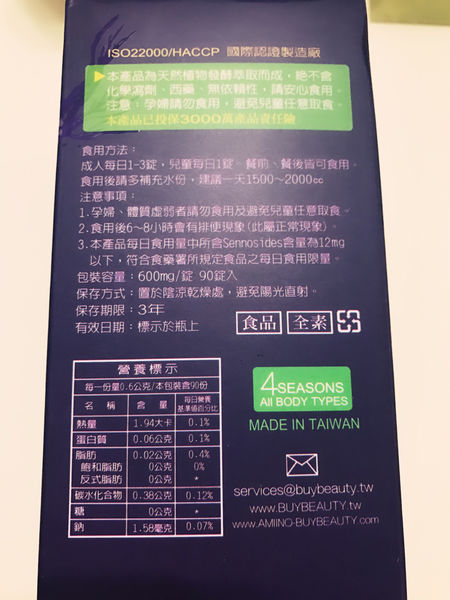 ISO22000/HACCP 國際認證製造廠
▶本產品為天然植物發酵萃取而成，絕不含
化學瀉劑、西藥、無依賴性，請安心食用。
注意：孕婦請勿食用，避免兒童任意取食。
本產品已投保3000萬產品責任險
食用方法：
成人每日1-3錠，兒童每日1錠。餐前、餐後皆可食用。
食用後請多補充水份，建議一天1500~2000cc
注意事項：
1.孕婦、體質虛弱者請勿食用及避免兒童任意取食。
2.食用後6~8小時會有排便現象(此屬正常現象)。
3.本產品每日食用量中所含Sennosides含量為12mg
以下，符合食藥署所規定食品之每日食用限量。
包裝容量：600mg/錠 90錠入
保存方式：置於陰涼乾燥處，避免陽光直射。
保存期限：3年
有效日期：標示於瓶上
食品 全素
營養標示
每一份量0.6公克/本包裝含90份
名 稱 含 量 每日營養基準值百分比
熱量 1.94大卡 0.1%
蛋白質 0.06公克 0.1%
脂肪 0.02公克 0.4%
飽和脂肪 0公克 0%
反式脂肪 0公克 *
碳水化合物 0.38公克 0.12%
糖 0公克 *
鈉 1.58毫克 0.07%
4SEASONS
All BODY TYPES
MADE IN TAIWAN
services@buybeauty.tw
www.BUYBEAUTY.tw
www.AMIINO-BUYBEAUTY.com